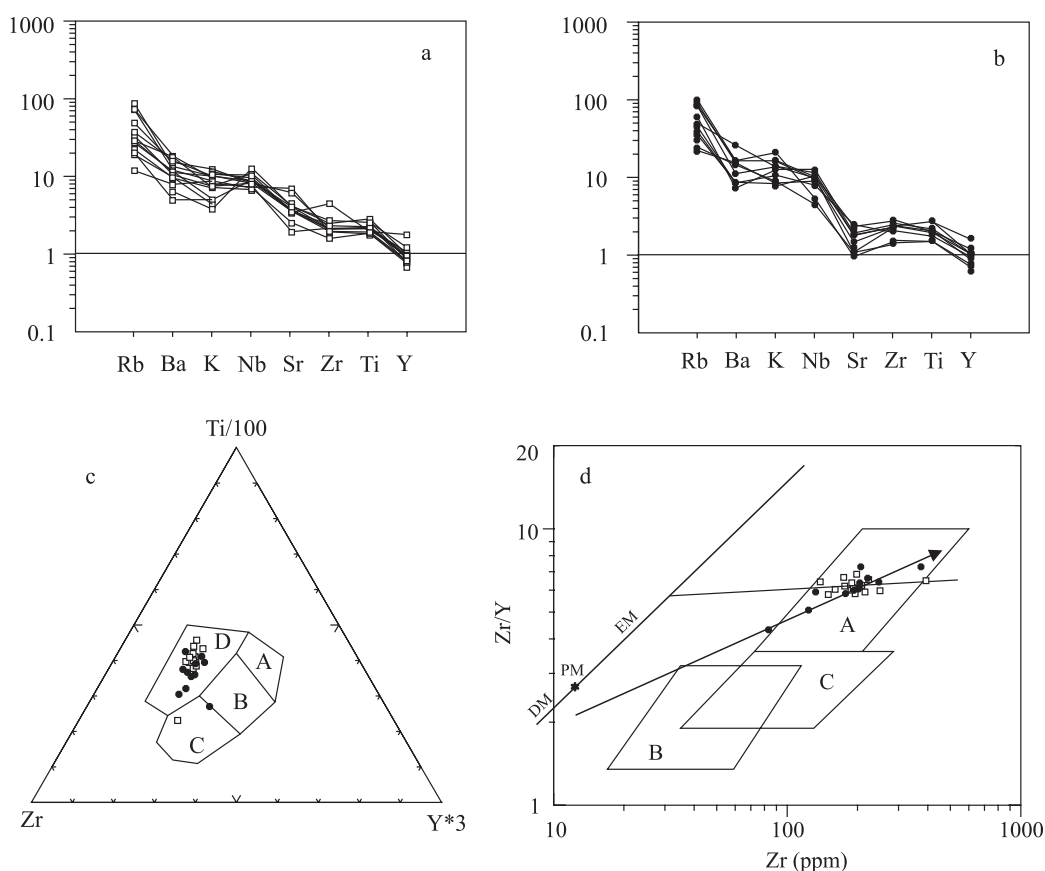 1000
100
10
1
0.1
a
Rb Ba K Nb Sr Zr Ti Y
1000
100
10
1
0.1
b
Rb Ba K Nb Sr Zr Ti Y
c
Ti/100
D
A
B
C
Zr
Y*3
d
20
10
1
Zr/Y
EM
PM
DM
A
C
B
10 100 1000
Zr (ppm)